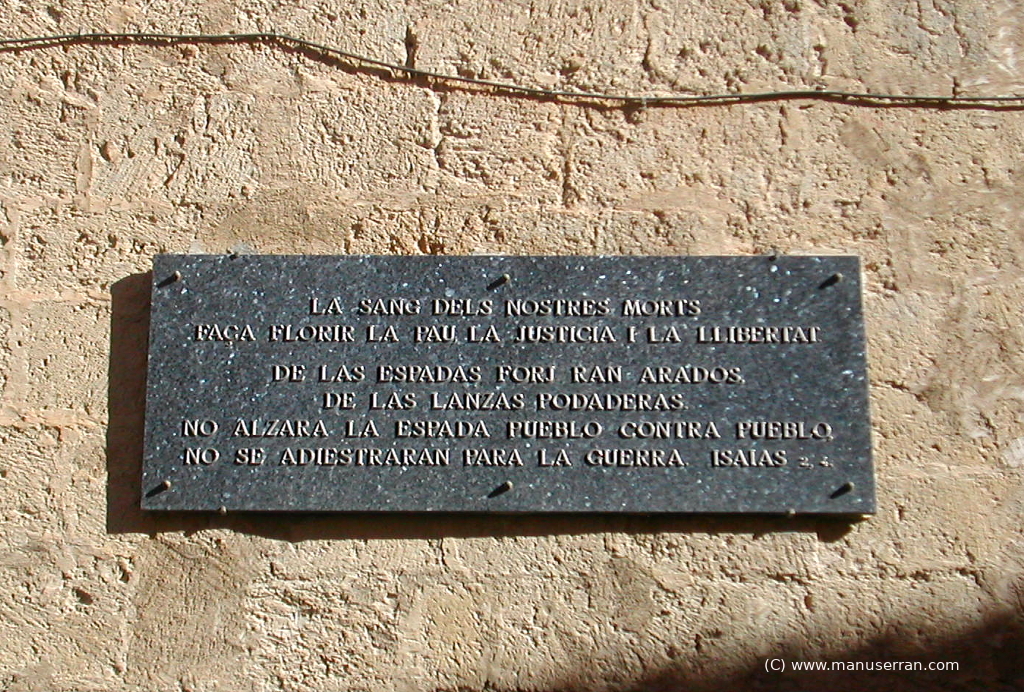 LA SANG DELS NOSTRES MORTS
FAÇA FLORIR LA PAU, LA JUSTICIA I LA LLIBERTAT
DE LAS ESPADAS FORJ RAN ARADOS,
DE LAS LANZAS PODADERAS.
NO ALZARA LA ESPADA PUEBLO CONTRA PUEBLO,
NO SE ADIESTRARAN PARA LA GUERRA. ISAIAS 2, 4.
(C) www.manuserran.com